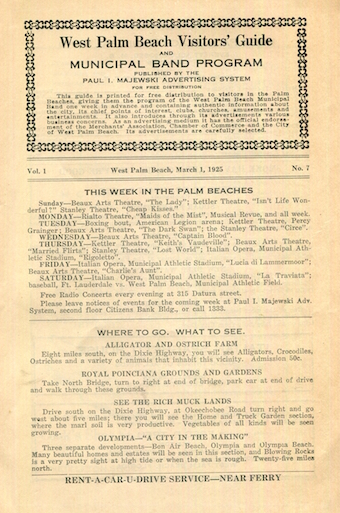 West Palm Beach Visitors' Guide
AND
MUNICIPAL BAND PROGRAM
PUBLISHED BY THE
PAUL I. MAJEWSKI ADVERTISING SYSTEM
FOR FREE DISTRIBUTION
This guide is printed for free distribution to visitors in the Palm
Beaches, giving them the program of the West Palm Beach Municipal
Band one week in advance and containing authentic information about
the city, its points of interest, clubs, churches, amusements and
entertainments. It also introduces through its advertisements various
business concerns. As an advertising medium it has the official endorse-
ment of the Merchants' Association, Chamber of Commerce and the City
of West Palm Beach. Its advertisements are carefully selected.
Vol. 1 West Palm Beach, March 1, 1925 No. 7
THIS WEEK IN THE PALM BEACHES
Sunday—Beaux Arts Theatre, "The Lady"; Kettler Theatre, "Isn't Life Won-
derful?" Stanley Theatre, "Cheap Kisses."
MONDAY—Rialto Theatre, "Maids of the Mist", Musical Revue, and all week.
TUESDAY—Boxing bout, American Legion arena; Kettler Theatre, Percy
Grainger; Beaux Arts Theatre, "The Dark Swan"; the Stanley Theatre, "Circe".
WEDNESDAY—Beaux Arts Theatre, "Captain Blood".
THURSDAY—Kettler Theatre, "Keith's Vaudeville"; Beaux Arts Theatre,
"Married Flirts"; Stanley Theatre, "Lost World"; Italian Opera, Municipal Ath-
letic Stadium, "Rigoletto".
FRIDAY—Italian Opera, Municipal Athletic Stadium, "Lucia di Lammermoor";
Beaux Arts Theatre, "Charlie's Aunt".
SATURDAY—Italian Opera, Municipal Athletic Stadium, "La Traviata";
baseball, Ft. Lauderdale vs. West Palm Beach, Municipal Athletic Field.
Free Radio Concerts every evening at 315 Datura street.
Please leave notices of events for the coming week at Paul I. Majewski Adv.
System, second floor Citizens Bank Bldg., or call 1333.
WHERE TO GO. WHAT TO SEE.
ALLIGATOR AND OSTRICH FARM
Eight miles south, on the Dixie Highway, you will see Alligators, Crocodiles,
Ostriches and a variety of animals that inhabit this vicinity. Admission 50c.
ROYAL POINCIANA GROUNDS AND GARDENS
Take North Bridge, turn to right at end of bridge, park car at end of drive
and walk through these grounds.
SEE THE RICH MUCK LANDS
Drive south on the Dixie Highway, at Okeechobee Road turn right and go
west about five miles; there you will see the Home and Truck Garden section,
where the marl soil is very productive. Vegetables of all kinds will be seen
growing.
OLYMPIA—"A CITY IN THE MAKING"
Three separate developments—Bon Air Beach, Olympia and Olympia Beach.
Many beautiful homes and estates will be seen in this section, and Blowing Rocks
is a very pretty sight at high tide or when the sea is rough. Twenty-five miles
north.
RENT-A-CAR-U-DRIVE SERVICE—NEAR FERRY